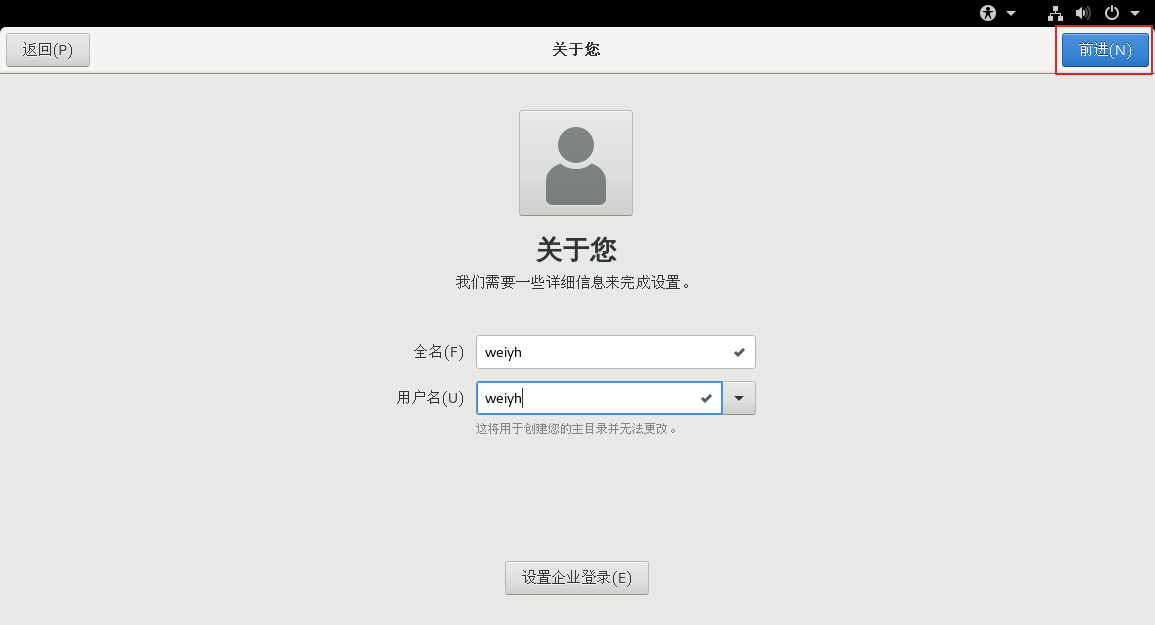 返回(P)
关于您
前进(N)
关于您
我们需要一些详细信息来完成设置。
全名(F)
weiyh
用户名(U)
weiyh
这将用于创建您的主目录并无法更改。
设置企业登录(E)